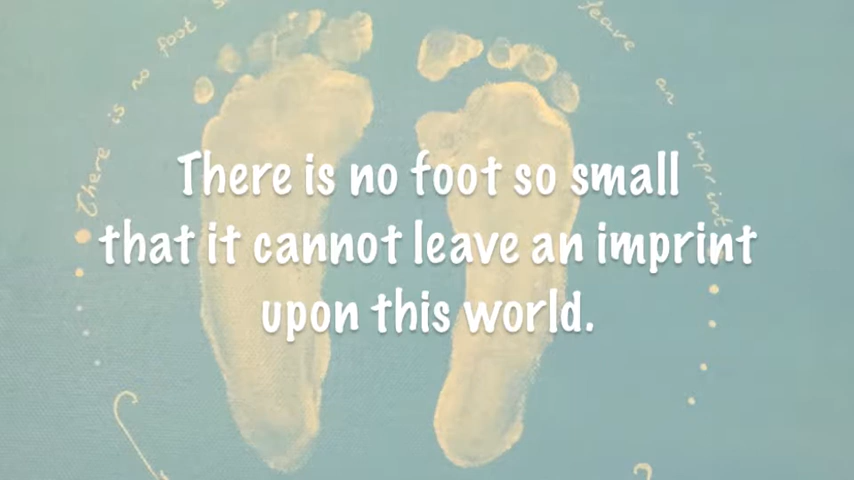 There is no foot s
leave an imprint
There is no foot so small
that it cannot leave an imprint
upon this world.